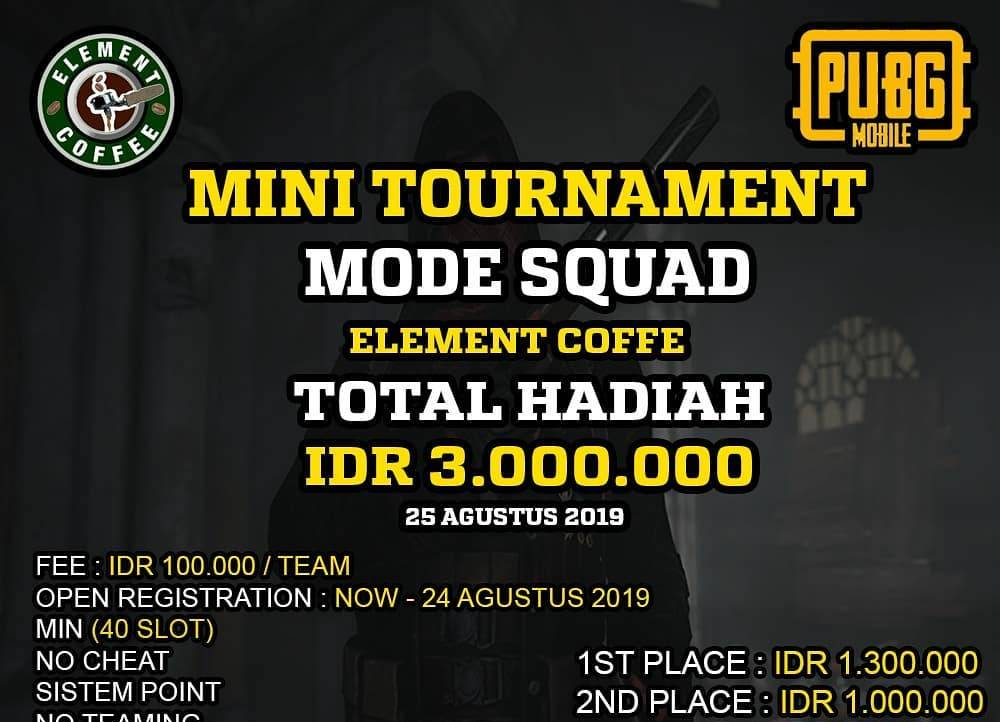 ELEMENT COFFEE
PUBG
MOBILE
MINI TOURNAMENT
MODE SQUAD
ELEMENT COFFE
TOTAL HADIAH
IDR 3.000.000
25 AGUSTUS 2019
FEE : IDR 100.000 / TEAM
OPEN REGISTRATION : NOW - 24 AGUSTUS 2019
MIN (40 SLOT)
NO CHEAT
SISTEM POINT
NO TEAMING
1ST PLACE : IDR 1.300.000
2ND PLACE : IDR 1.000.000